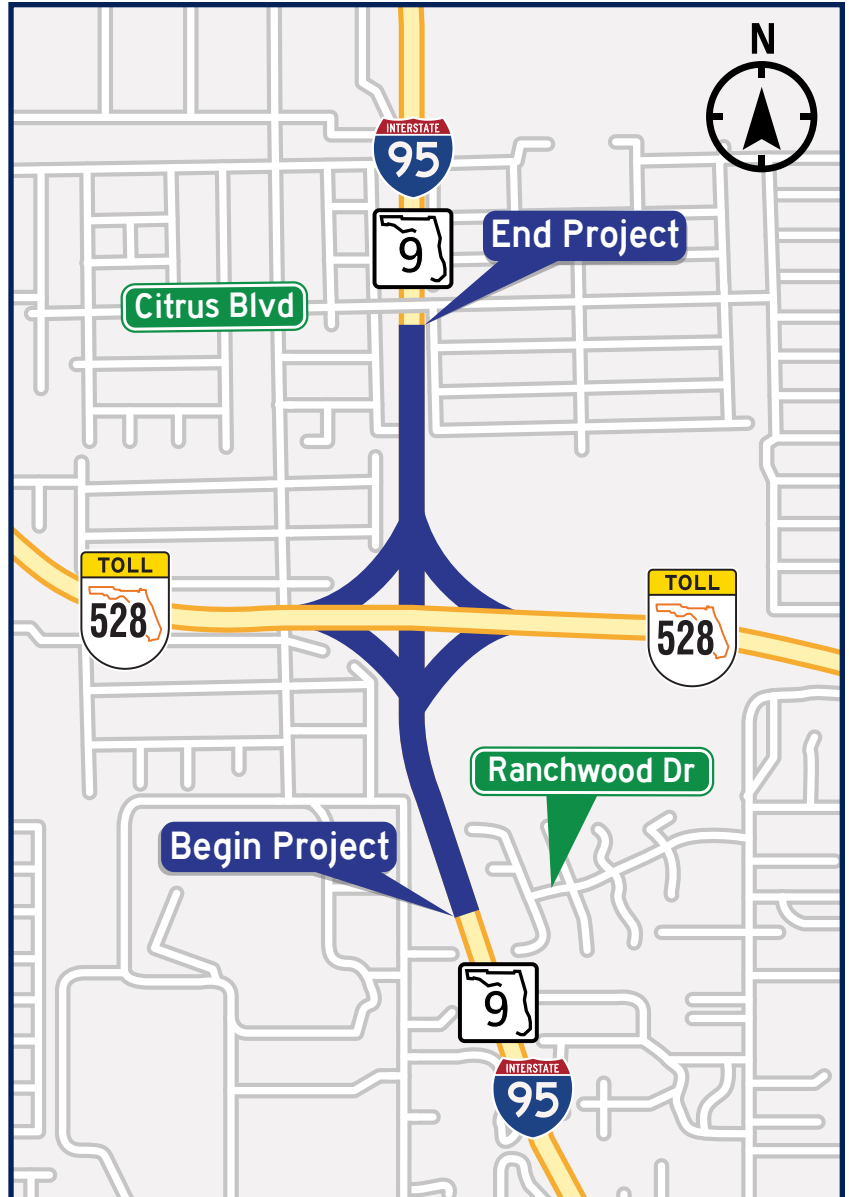 N
INTERSTATE
95
9
End Project
Citrus Blvd
TOLL
528
TOLL
528
Ranchwood Dr
Begin Project
9
INTERSTATE
95